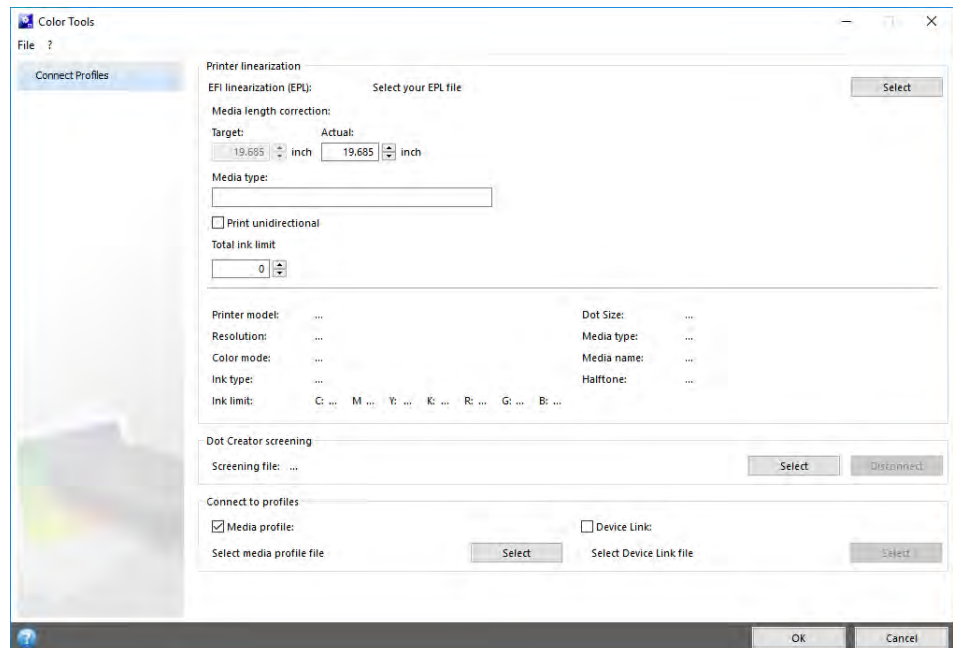 Color Tools
File ?
Connect Profiles
Printer linearization
EFI linearization (EPL): Select your EPL file Select
Media length correction:
Target: Actual:
19.685 inch 19.685 inch
Media type:
Print unidirectional
Total ink limit
0
Printer model: ... Dot Size: ...
Resolution: ... Media type: ...
Color mode: ... Media name: ...
Ink type: ... Halftone: ...
Ink limit: C: ... M ... Y: ... K: ... R: ... G: ... B: ...
Dot Creator screening
Screening file: ... Select Disconnect
Connect to profiles
Media profile: Device Link:
Select media profile file Select Select Device Link file Select
? OK Cancel